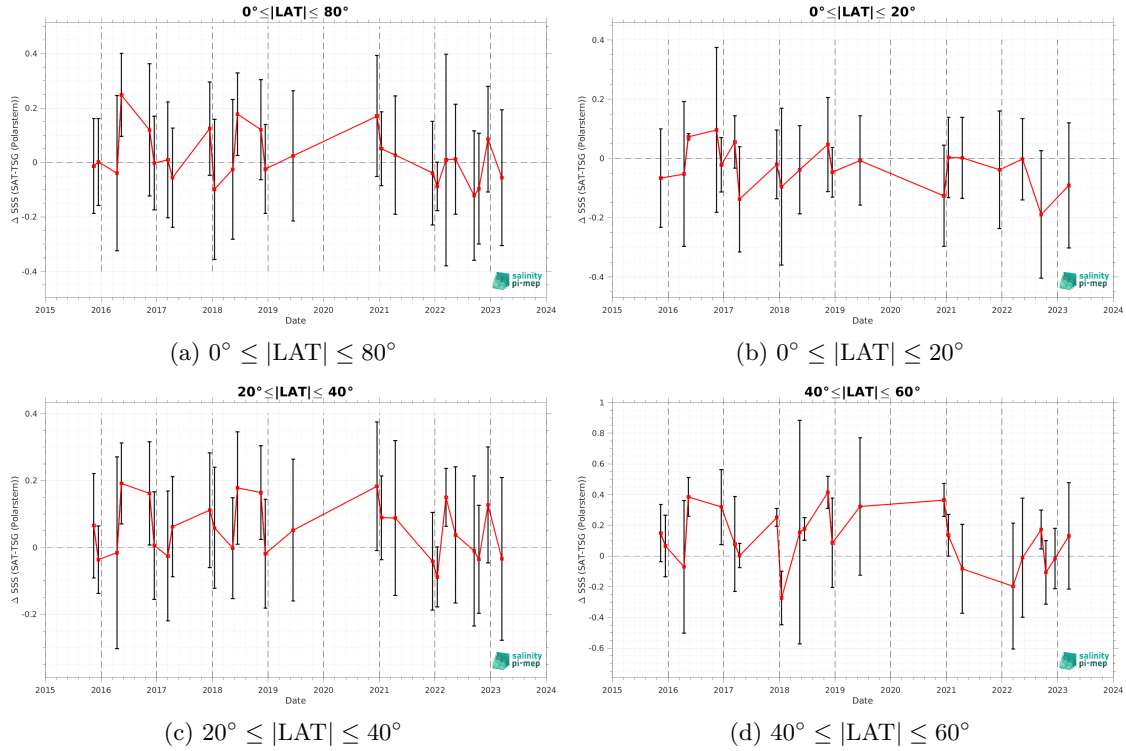 0°≤|LAT|≤ 80°
Δ SSS (SAT-TSG (Polarstern))
0.4
0.2
0
-0.2
-0.4
2015 2016 2017 2018 2019 2020 2021 2022 2023 2024
Date
salinity
pi-mep
(a) 0° ≤ |LAT| ≤ 80°
0°≤|LAT|≤ 20°
Δ SSS (SAT-TSG (Polarstern))
0.4
0.2
0
-0.2
-0.4
2015 2016 2017 2018 2019 2020 2021 2022 2023 2024
Date
salinity
pi-mep
(b) 0° ≤ |LAT| ≤ 20°
20°≤|LAT|≤ 40°
Δ SSS (SAT-TSG (Polarstern))
0.4
0.2
0
-0.2
2015 2016 2017 2018 2019 2020 2021 2022 2023 2024
Date
salinity
pi-mep
(c) 20° ≤ |LAT| ≤ 40°
40°≤|LAT|≤ 60°
Δ SSS (SAT-TSG (Polarstern))
1
0.8
0.6
0.4
0.2
0
-0.2
-0.4
-0.6
2015 2016 2017 2018 2019 2020 2021 2022 2023 2024
Date
salinity
pi-mep
(d) 40° ≤ |LAT| ≤ 60°